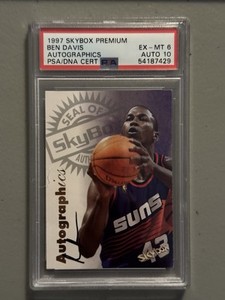 1997 SKYBOX PREMIUM
BEN DAVIS EX-MT 6
AUTOGRAPHICS AUTO 10
PSA/DNA CERT 54187429
SEAL OF
SkyBox
Autographics
SUNS
43
SKYBOX